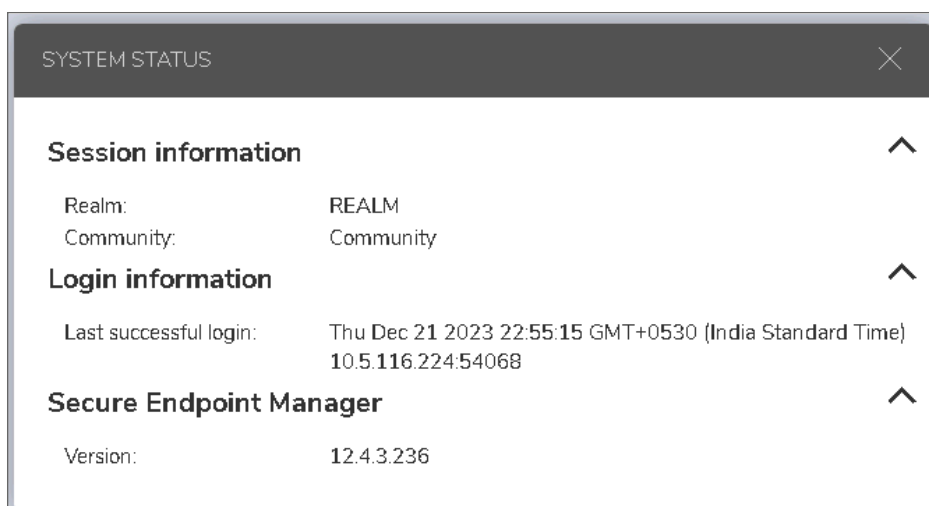 SYSTEM STATUS
Session information
Realm: REALM
Community: Community
Login information
Last successful login: Thu Dec 21 2023 22:55:15 GMT+0530 (India Standard Time)
10.5.116.224:54068
Secure Endpoint Manager
Version: 12.4.3.236